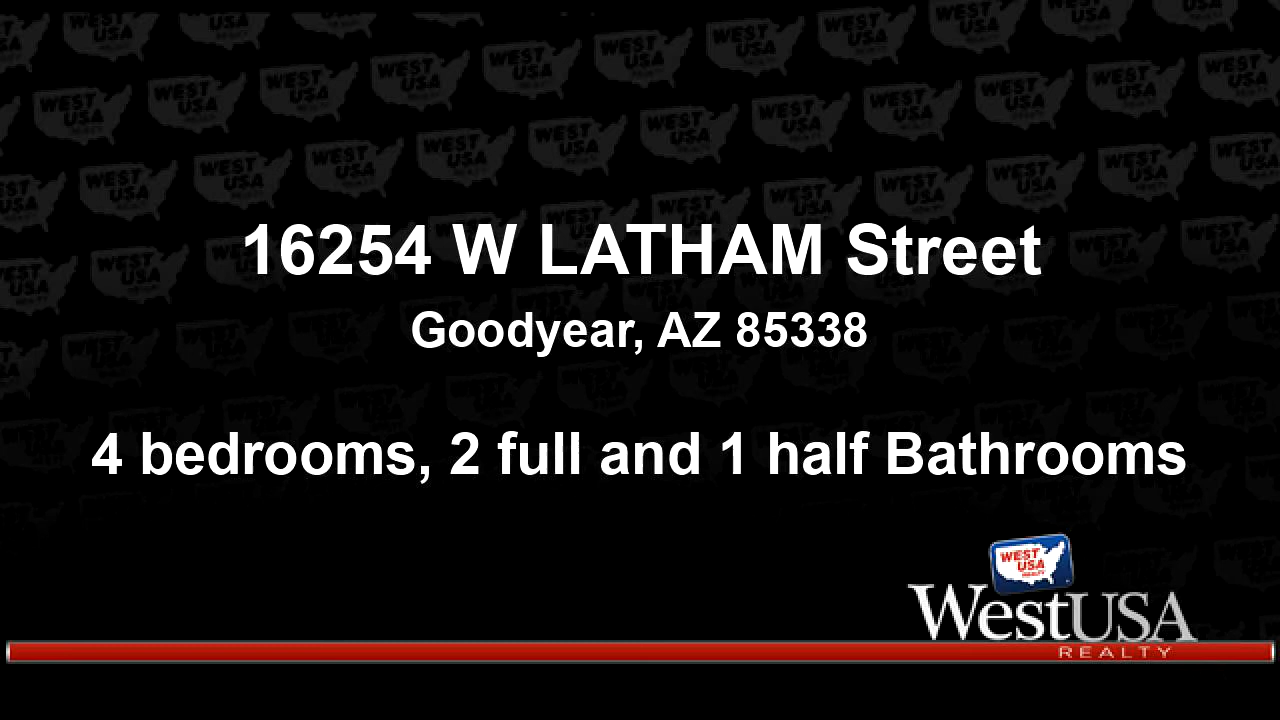 16254 W LATHAM Street
Goodyear, AZ 85338
4 bedrooms, 2 full and 1 half Bathrooms
WEST
USA
REALTY
WestUSA
REALTY